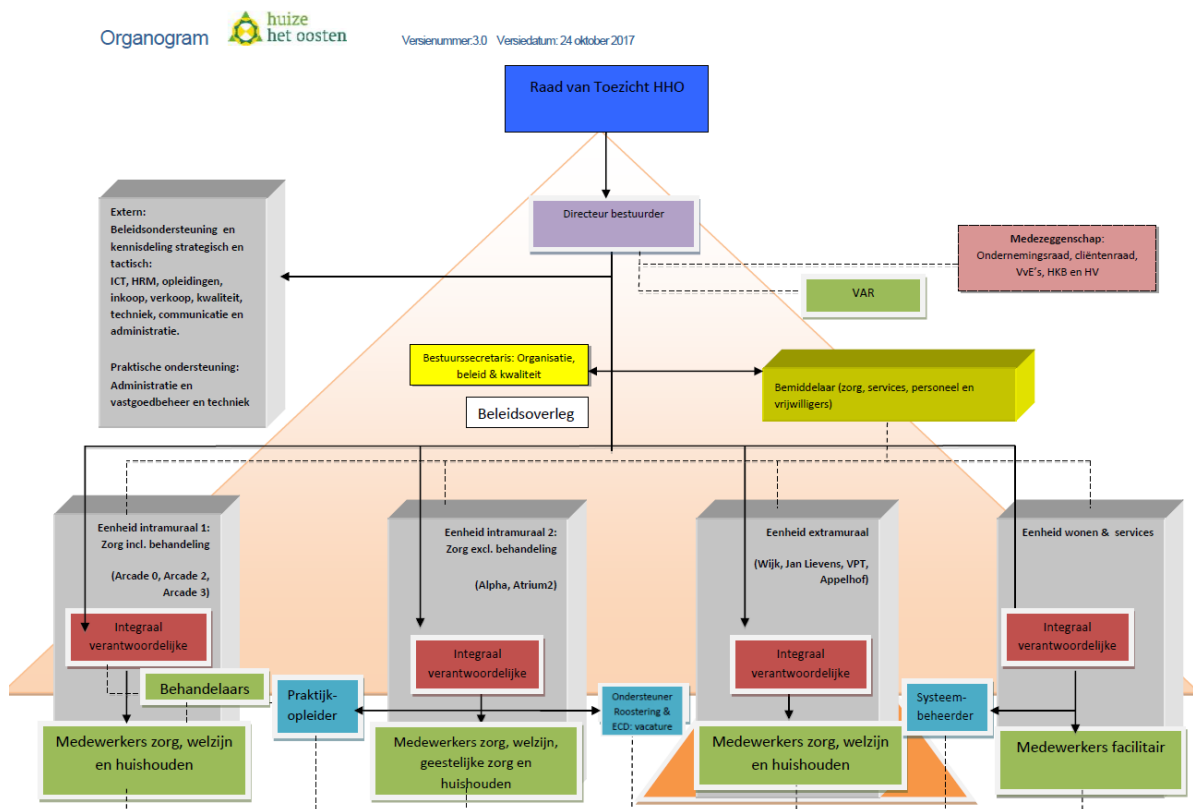 Organogram
huize
het oosten
Versienummer:3.0 Versiedatum: 24 oktober 2017
Raad van Toezicht HHO
Directeur bestuurder
Extern:
Beleidsondersteuning en
kennisdeling strategisch en
tactisch:
ICT, HRM, opleidingen,
inkoop, verkoop, kwaliteit,
techniek, communicatie en
administratie.
Praktische ondersteuning:
Administratie en
vastgoedbeheer en techniek
Medezeggenschap:
Ondernemingsraad, cliëntenraad,
VvE's, HKB en HV
VAR
Bestuurssecretaris: Organisatie,
beleid & kwaliteit
Bemiddelaar (zorg, services, personeel en
vrijwilligers)
Beleidsoverleg
Eenheid intramuraal 1:
Zorg incl. behandeling
(Arcade 0, Arcade 2,
Arcade 3)
Integraal
verantwoordelijke
Behandelaars
Medewerkers zorg, welzijn
en huishouden
Praktijk-
opleider
Eenheid intramuraal 2:
Zorg excl. behandeling
(Alpha, Atrium2)
Integraal
verantwoordelijke
Medewerkers zorg, welzijn,
geestelijke zorg en
huishouden
Ondersteuner
Roostering &
ECD: vacature
Eenheid extramuraal
(Wijk, Jan Lievens, VPT,
Appelhof)
Integraal
verantwoordelijke
Medewerkers zorg, welzijn
en huishouden
Systeem-
beheerder
Eenheid wonen & services
Integraal
verantwoordelijke
Medewerkers facilitair